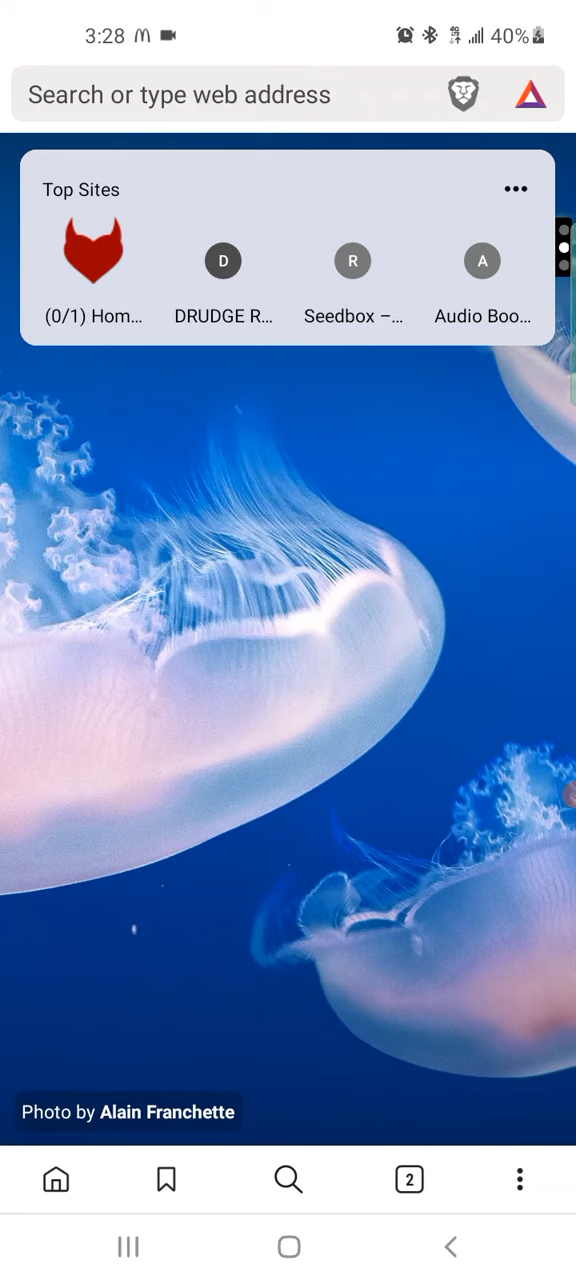 3:28 40%
Search or type web address
Top Sites
D R A
(0/1) Hom... DRUDGE R... Seedbox –... Audio Boo...
Photo by Alain Franchette
2